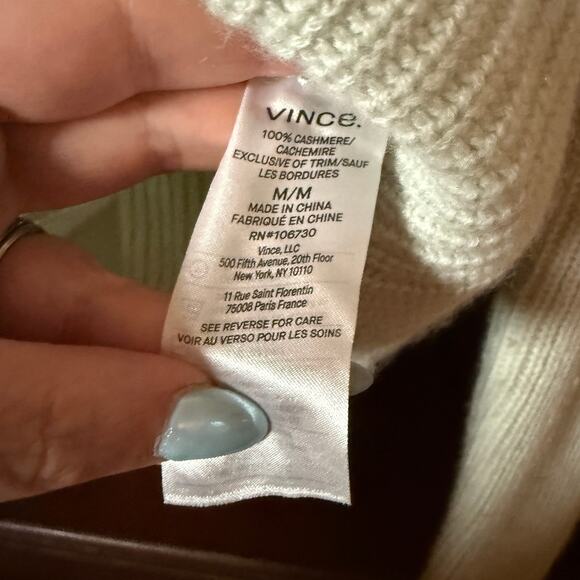 VINCe.
100% CASHMERE/
CACHEMIRE
EXCLUSIVE OF TRIM/SAUF
LES BORDURES
M/M
MADE IN CHINA
FABRIQUÉ EN CHINE
RN#106730
Vince, LLC
500 Fifth Avenue, 20th Floor
New York, NY 10110
11 Rue Saint Florentin
75008 Paris France
SEE REVERSE FOR CARE
VOIR AU VERSO POUR LES SOINS